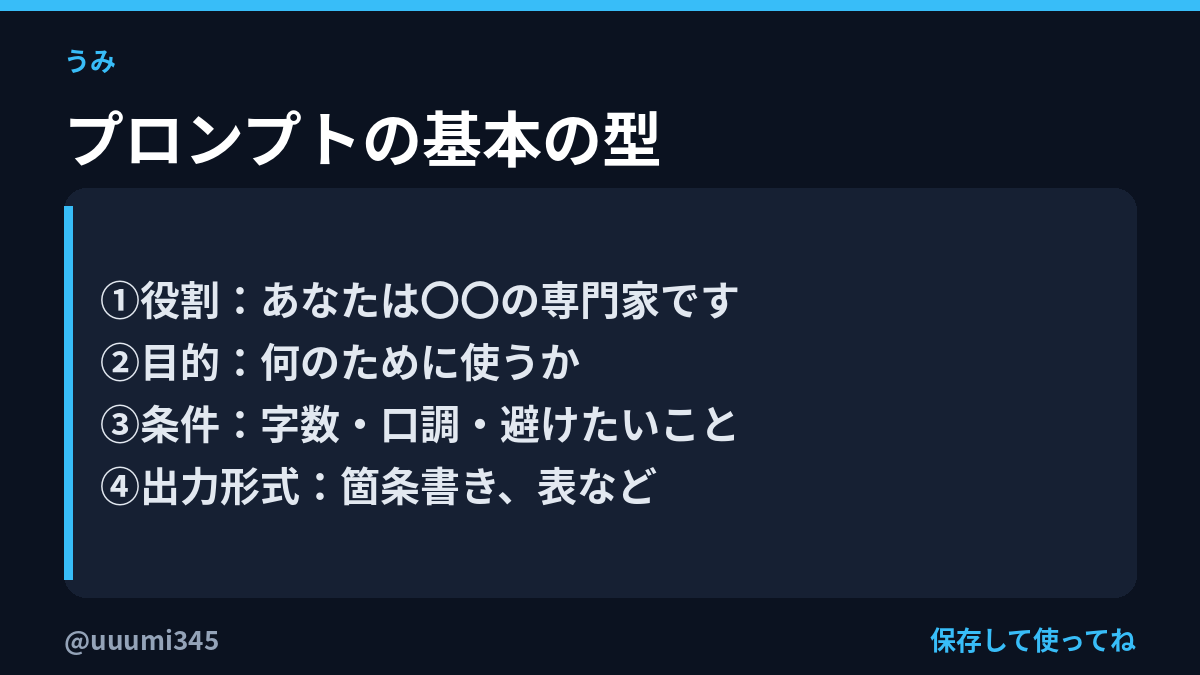 うみ
プロンプトの基本の型
①役割：あなたは〇〇の専門家です
②目的：何のために使うか
③条件：字数・口調・避けたいこと
④出力形式：箇条書き、表など
@uuumi345
保存して使ってね